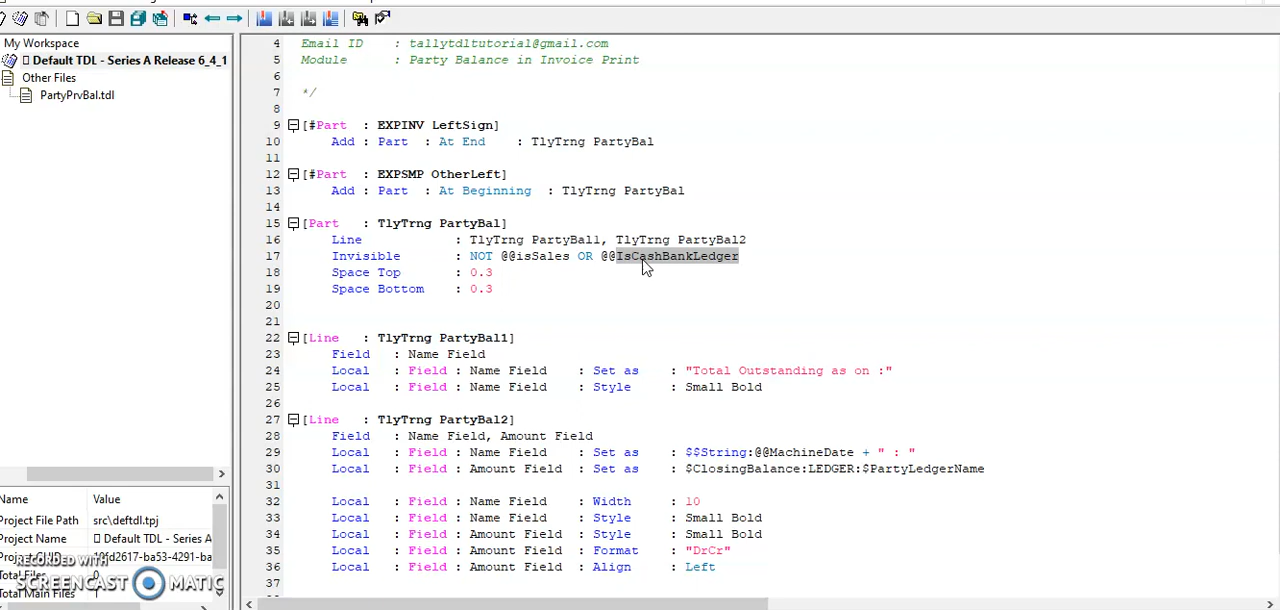 My Workspace
Default TDL - Series A Release 6_4_1
Other Files
PartyPrvBal.tdl
Name Value
Project File Path src\deftdl.tpj
Project Name Default TDL - Series A
19fd2617-ba53-4291-ba
Total Files 0
Total Main Files
RECORDED WITH
SCREENCAST MATIC
4 Email ID : tallytdltutorial@gmail.com
5 Module : Party Balance in Invoice Print
6
7 */
8
9 [#Part : EXPINV LeftSign]
10 Add : Part : At End : TlyTrng PartyBal
11
12 [#Part : EXPSMP OtherLeft]
13 Add : Part : At Beginning : TlyTrng PartyBal
14
15 [Part : TlyTrng PartyBal]
16 Line : TlyTrng PartyBal1, TlyTrng PartyBal2
17 Invisible : NOT @@isSales OR @@IsCashBankLedger
18 Space Top : 0.3
19 Space Bottom : 0.3
20
21
22 [Line : TlyTrng PartyBal1]
23 Field : Name Field
24 Local : Field : Name Field : Set as : "Total Outstanding as on :"
25 Local : Field : Name Field : Style : Small Bold
26
27 [Line : TlyTrng PartyBal2]
28 Field : Name Field, Amount Field
29 Local : Field : Name Field : Set as : $$String:@@MachineDate + " : "
30 Local : Field : Amount Field : Set as : $ClosingBalance:LEDGER:$PartyLedgerName
31
32 Local : Field : Name Field : Width : 10
33 Local : Field : Name Field : Style : Small Bold
34 Local : Field : Amount Field : Style : Small Bold
35 Local : Field : Amount Field : Format : "DrCr"
36 Local : Field : Amount Field : Align : Left
37